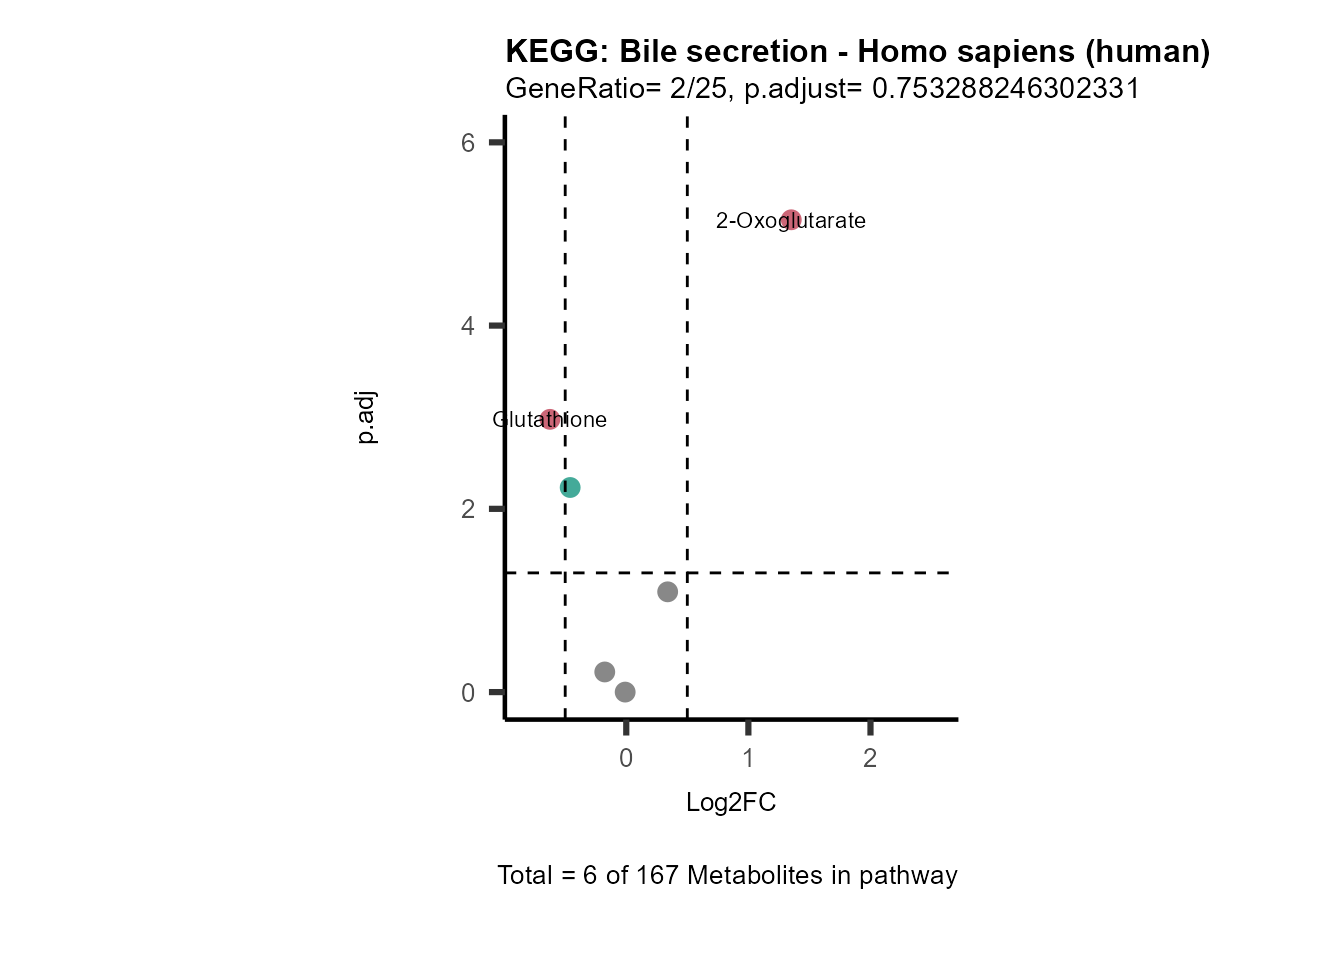 KEGG: Bile secretion - Homo sapiens (human)
GeneRatio= 2/25, p.adjust= 0.753288246302331
6
2-Oxoglutarate
4
p.adj
Glutathione
2
0
0 1 2
Log2FC
Total = 6 of 167 Metabolites in pathway